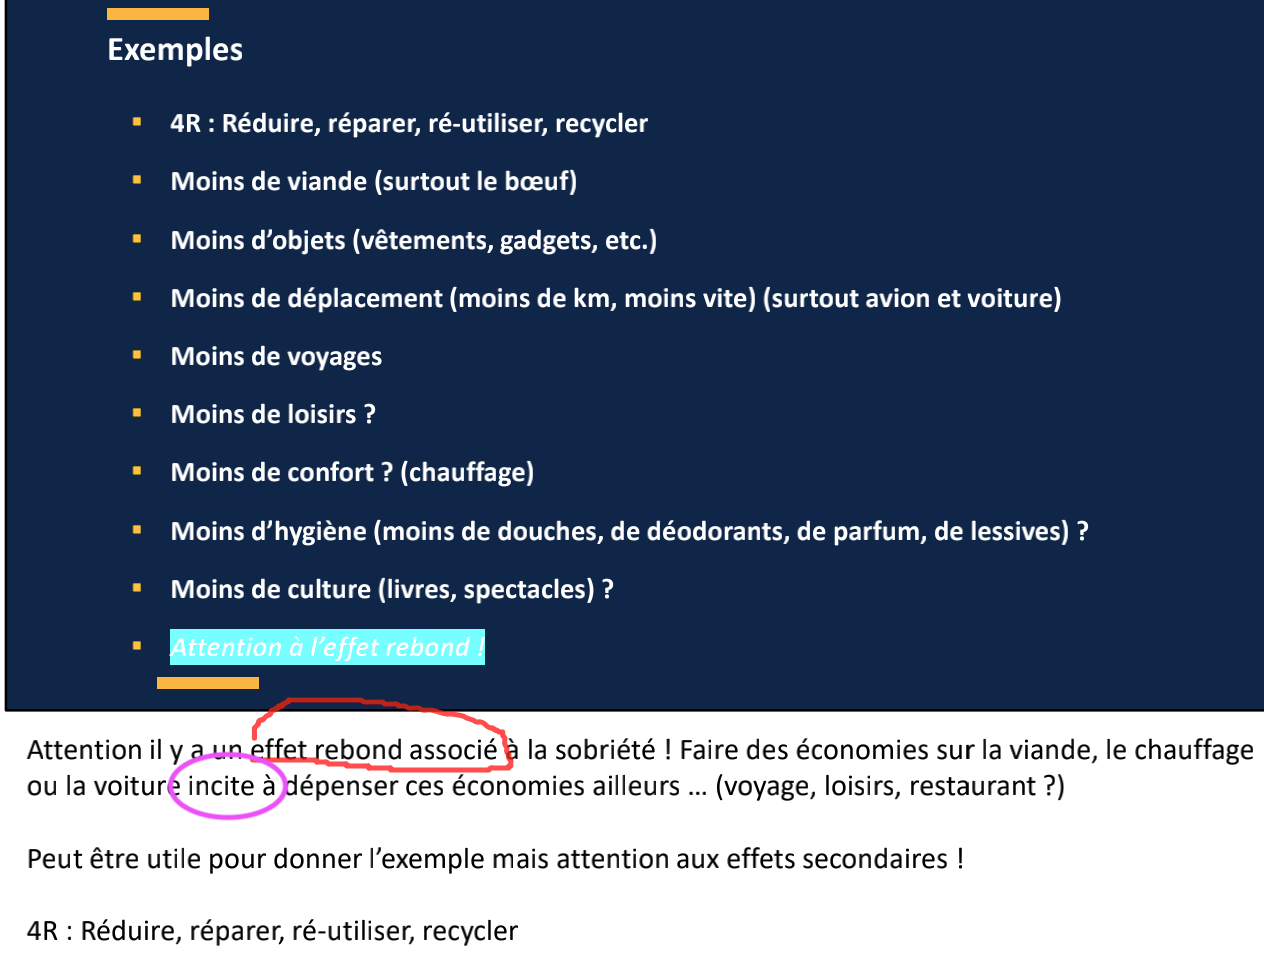 Exemples
4R : Réduire, réparer, ré-utiliser, recycler
Moins de viande (surtout le bœuf)
Moins d’objets (vêtements, gadgets, etc.)
Moins de déplacement (moins de km, moins vite) (surtout avion et voiture)
Moins de voyages
Moins de loisirs ?
Moins de confort ? (chauffage)
Moins d’hygiène (moins de douches, de déodorants, de parfum, de lessives) ?
Moins de culture (livres, spectacles) ?
Attention à l’effet rebond !
Attention il y a un effet rebond associé à la sobriété ! Faire des économies sur la viande, le chauffage
ou la voiture incite à dépenser ces économies ailleurs … (voyage, loisirs, restaurant ?)
Peut être utile pour donner l’exemple mais attention aux effets secondaires !
4R : Réduire, réparer, ré-utiliser, recycler